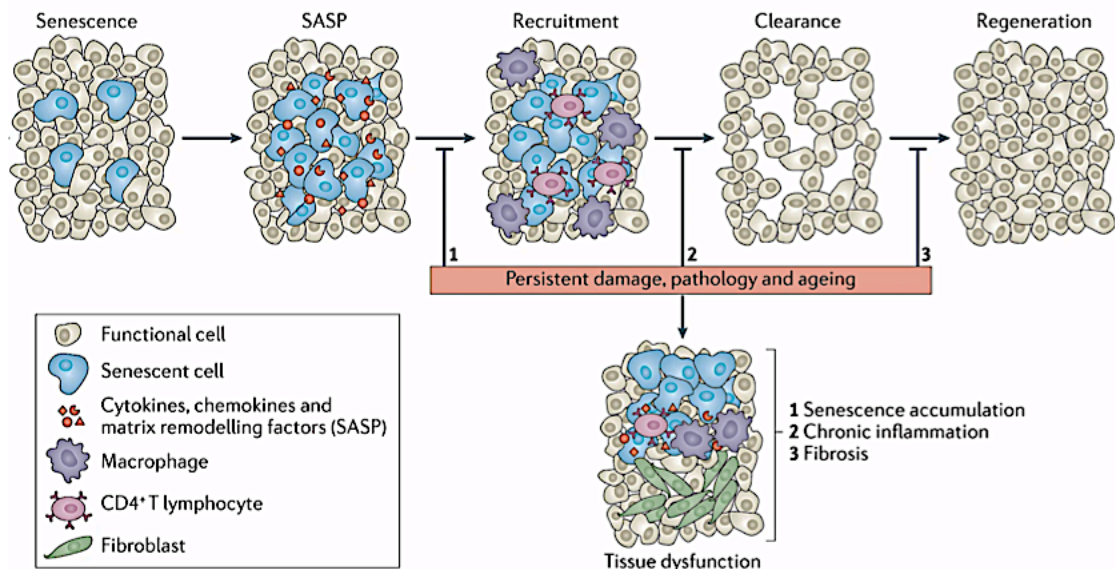 Senescence
SASP
Recruitment
Clearance
Regeneration
1
2
3
Persistent damage, pathology and ageing
Functional cell
Senescent cell
Cytokines, chemokines and
matrix remodelling factors (SASP)
Macrophage
CD4⁺ T lymphocyte
Fibroblast
1 Senescence accumulation
2 Chronic inflammation
3 Fibrosis
Tissue dysfunction